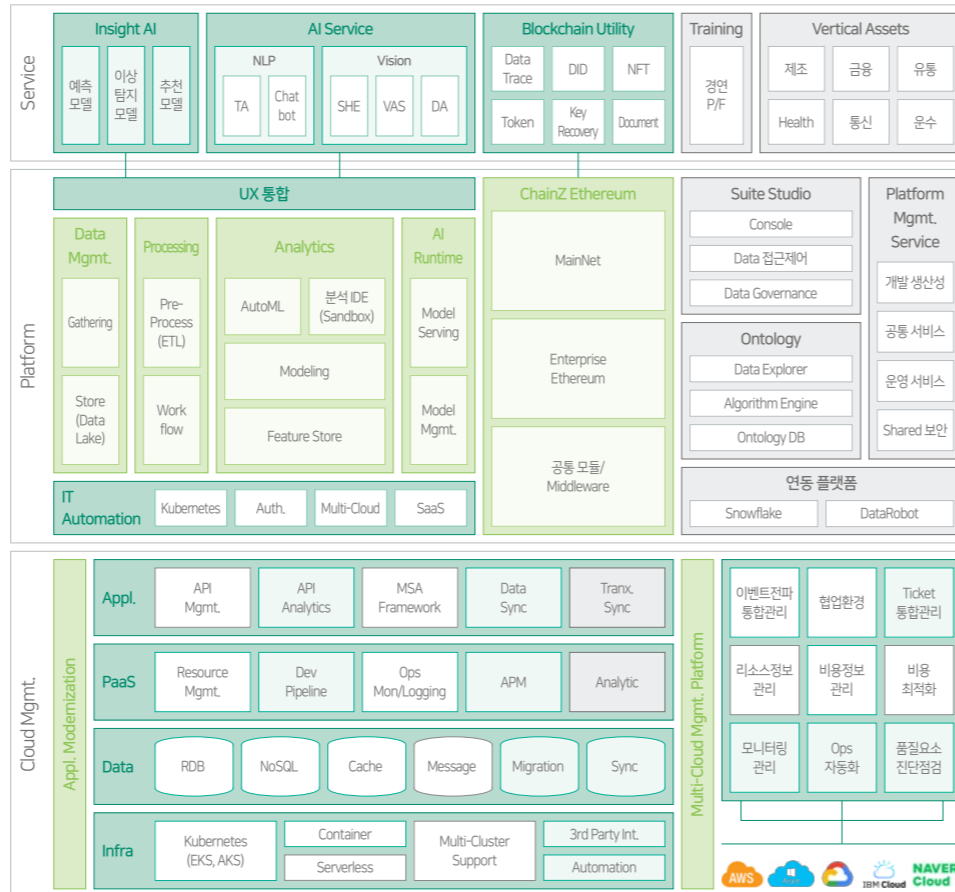 Service
Insight AI
예측
모델
이상
탐지
모델
추천
모델
AI Service
NLP
TA
Chat
bot
Vision
SHE
VAS
DA
Blockchain Utility
Data
Trace
DID
NFT
Token
Key
Recovery
Document
Training
경연
P/F
Vertical Assets
제조
금융
유통
Health
통신
운수
Platform
UX 통합
Data
Mgmt.
Gathering
Store
(Data
Lake)
Processing
Pre-
Process
(ETL)
Work
flow
Analytics
AutoML
분석 IDE
(Sandbox)
Modeling
Feature Store
AI
Runtime
Model
Serving
Model
Mgmt.
IT
Automation
Kubernetes
Auth.
Multi-Cloud
SaaS
ChainZ Ethereum
MainNet
Enterprise
Ethereum
공통 모듈/
Middleware
Suite Studio
Console
Data 접근제어
Data Governance
Ontology
Data Explorer
Algorithm Engine
Ontology DB
Platform
Mgmt.
Service
개발 생산성
공통 서비스
운영 서비스
Shared 보안
연동 플랫폼
Snowflake
DataRobot
Cloud Mgmt.
Appl. Modernization
Appl.
API
Mgmt.
API
Analytics
MSA
Framework
Data
Sync
Tranx.
Sync
PaaS
Resource
Mgmt.
Dev
Pipeline
Ops
Mon/Logging
APM
Analytic
Data
RDB
NoSQL
Cache
Message
Migration
Sync
Infra
Kubernetes
(EKS, AKS)
Container
Serverless
Multi-Cluster
Support
3rd Party Int.
Automation
Multi-Cloud Mgmt. Platform
이벤트전파
통합관리
협업환경
Ticket
통합관리
리소스정보
관리
비용정보
관리
비용
최적화
모니터링
관리
Ops
자동화
품질요소
진단점검
AWS
IBM Cloud
NAVER
Cloud